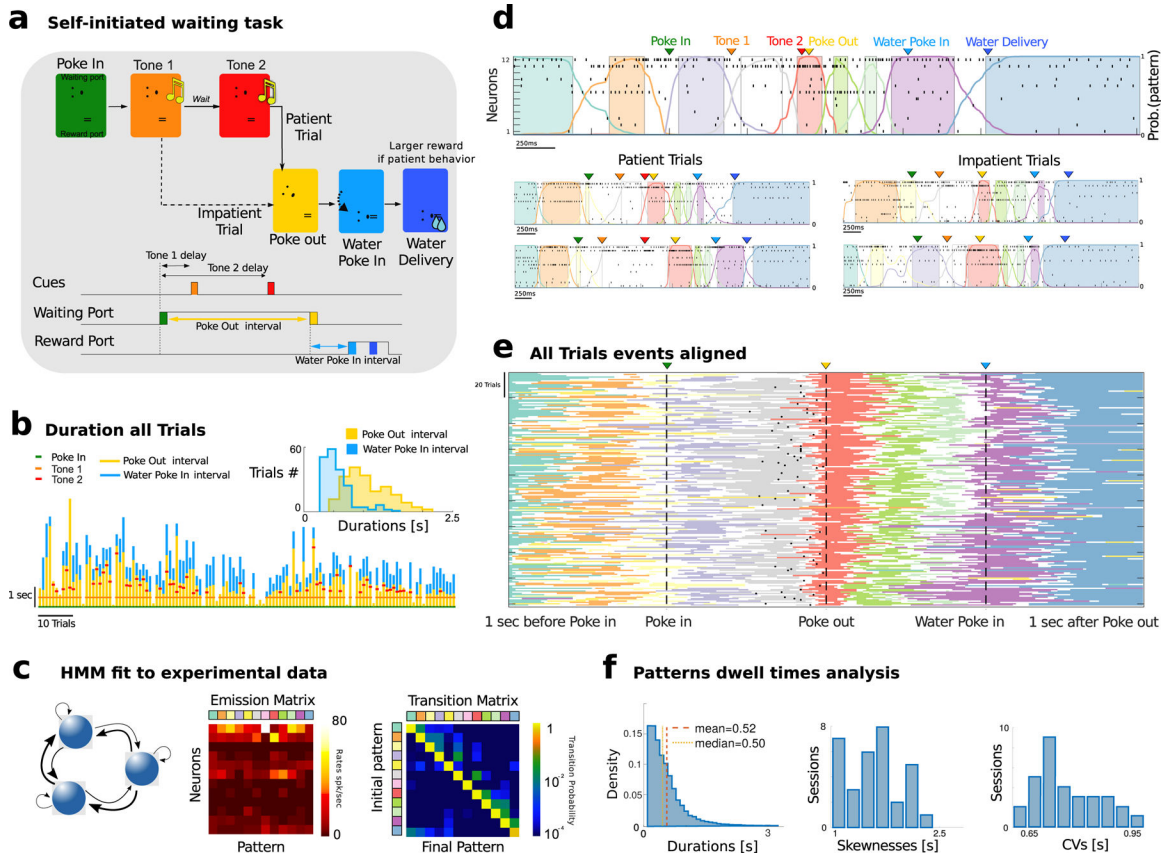 a Self-initiated waiting task
Poke In
Tone 1
Tone 2
Waiting port
Reward port
Wait
Patient
Trial
Larger reward
if patient behavior
Impatient
Trial
Poke out
Water
Poke In
Water
Delivery
Tone 1 delay
Tone 2 delay
Cues
Waiting Port
Poke Out interval
Reward Port
Water Poke In interval
b Duration all Trials
Poke In
Tone 1
Tone 2
Poke Out interval
Water Poke In interval
Poke Out interval
Water Poke In interval
60
Trials #
0
0
Durations [s]
2.5
1 sec
10 Trials
c HMM fit to experimental data
Emission Matrix
80
Rates spk/sec
0
Neurons
Pattern
Transition Matrix
1
10-2
10-4
Transition Probability
Initial pattern
Final Pattern
d
Poke In
Tone 1
Tone 2
Poke Out
Water Poke In
Water Delivery
Neurons
12
1
1
0
Prob.(pattern)
250ms
Patient Trials
Impatient Trials
1
0
250ms
1
0
250ms
1
0
250ms
1
0
250ms
e All Trials events aligned
20 Trials
1 sec before Poke in
Poke in
Poke out
Water Poke in
1 sec after Poke out
f Patterns dwell times analysis
Density
0.15
0.1
0.05
0
3
mean=0.52
median=0.50
Durations [s]
Sessions
8
0
1
2.5
Skewnesses [s]
Sessions
10
0
0.65
0.95
CVs [s]